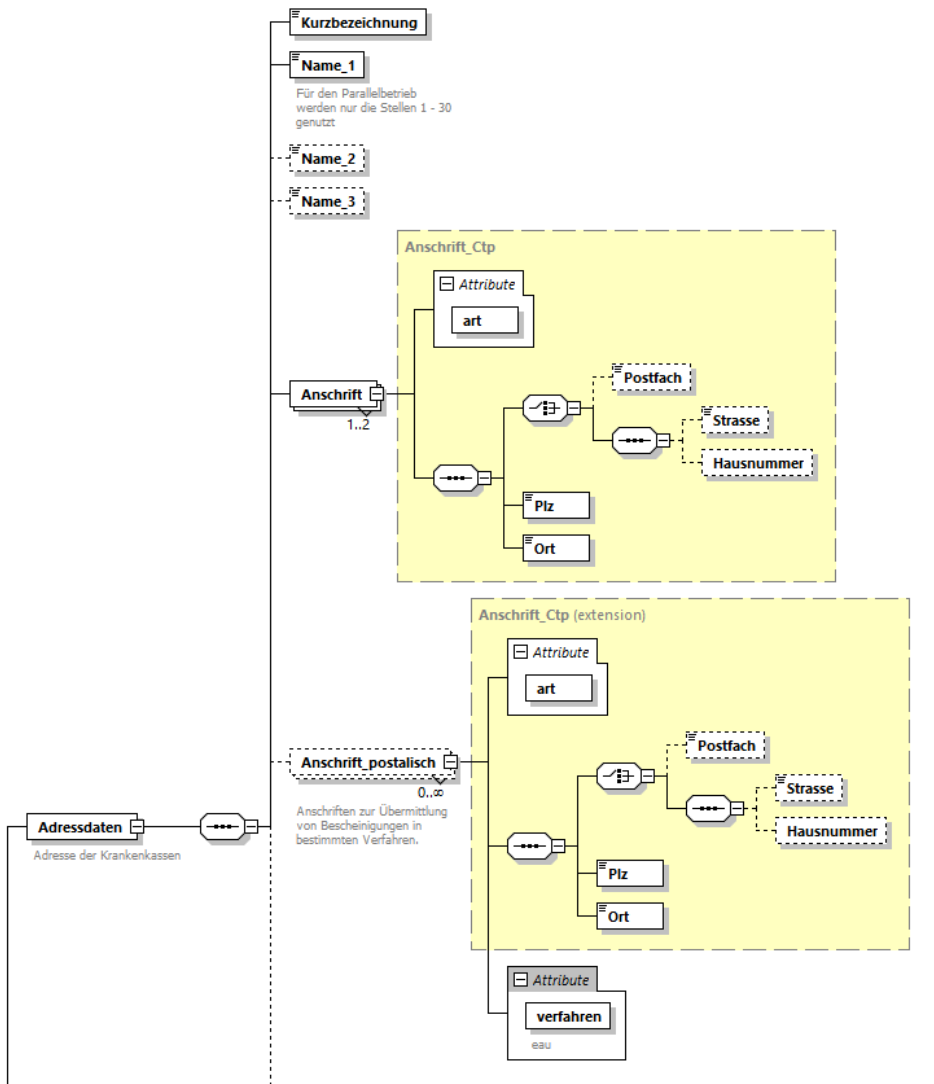 Kurzbezeichnung
Name_1
Für den Parallelbetrieb
werden nur die Stellen 1 - 30
genutzt
Name_2
Name_3
Anschrift_Ctp
Attribute
art
Anschrift
1..2
Postfach
Strasse
Hausnummer
Plz
Ort
Anschrift_Ctp (extension)
Attribute
art
Anschrift_postalisch
0..∞
Anschriften zur Übermittlung
von Bescheinigungen in
bestimmten Verfahren.
Postfach
Strasse
Hausnummer
Plz
Ort
Adressdaten
Adresse der Krankenkassen
Attribute
verfahren
eau